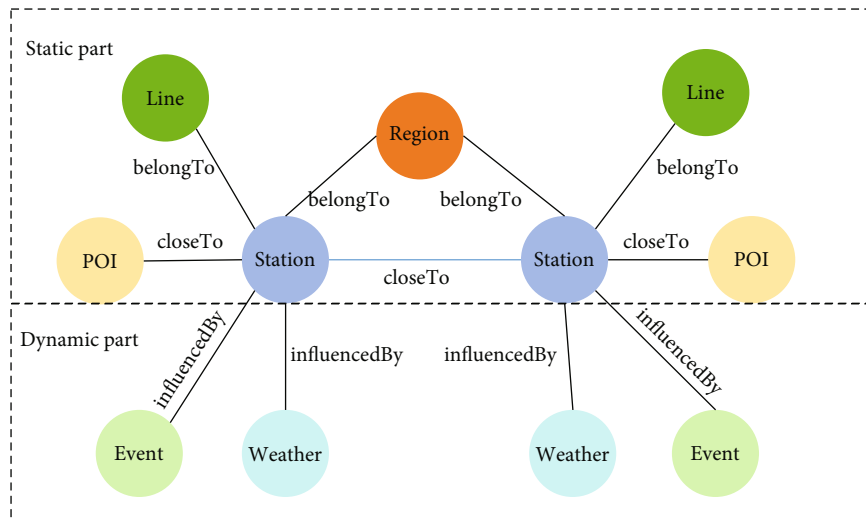 Static part
Line
Line
Region
belongTo
belongTo
belongTo
belongTo
POI
closeTo
Station
closeTo
Station
closeTo
POI
Dynamic part
influencedBy
influencedBy
influencedBy
influencedBy
Event
Weather
Weather
Event